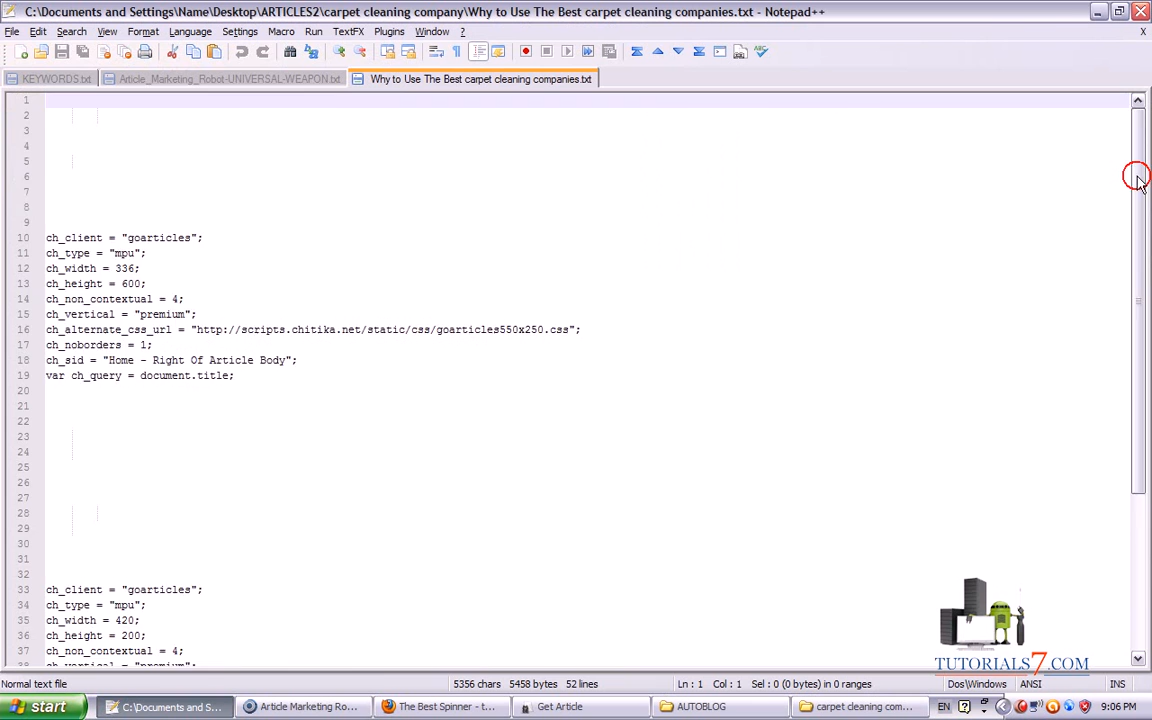 C:\Documents and Settings\Name\Desktop\ARTICLES2\carpet cleaning company\Why to Use The Best carpet cleaning companies.txt - Notepad++
File Edit Search View Format Language Settings Macro Run TextFX Plugins Window ? X
KEYWORDS.txt Article_Marketing_Robot-UNIVERSAL-WEAPON.txt Why to Use The Best carpet cleaning companies.txt
1
2
3
4
5
6
7
8
9
10 ch_client = "goarticles";
11 ch_type = "mpu";
12 ch_width = 336;
13 ch_height = 600;
14 ch_non_contextual = 4;
15 ch_vertical = "premium";
16 ch_alternate_css_url = "http://scripts.chitika.net/static/css/goarticles550x250.css";
17 ch_noborders = 1;
18 ch_sid = "Home - Right Of Article Body";
19 var ch_query = document.title;
20
21
22
23
24
25
26
27
28
29
30
31
32
33 ch_client = "goarticles";
34 ch_type = "mpu";
35 ch_width = 420;
36 ch_height = 200;
37 ch_non_contextual = 4;
38 ch_vertical = "premium";
TUTORIALS7.COM
Normal text file 5356 chars 5458 bytes 52 lines Ln : 1 Col : 1 Sel : 0 (0 bytes) in 0 ranges Dos\Windows ANSI INS
start C:\Documents and S... Article Marketing Ro... The Best Spinner - t... Get Article AUTOBLOG carpet cleaning com... EN 9:06 PM